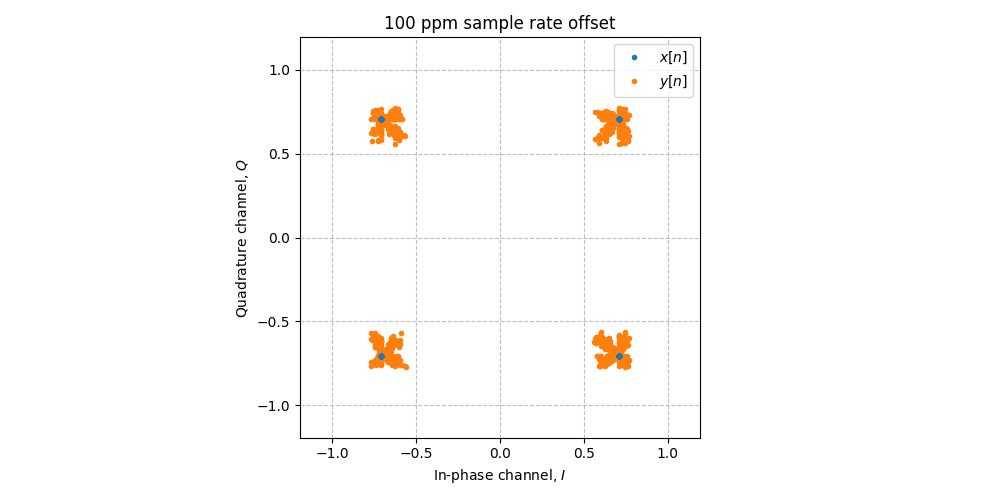 100 ppm sample rate offset
x[n]
y[n]
1.0
0.5
0.0
−0.5
−1.0
Quadrature channel, Q
−1.0 −0.5 0.0 0.5 1.0
In-phase channel, I